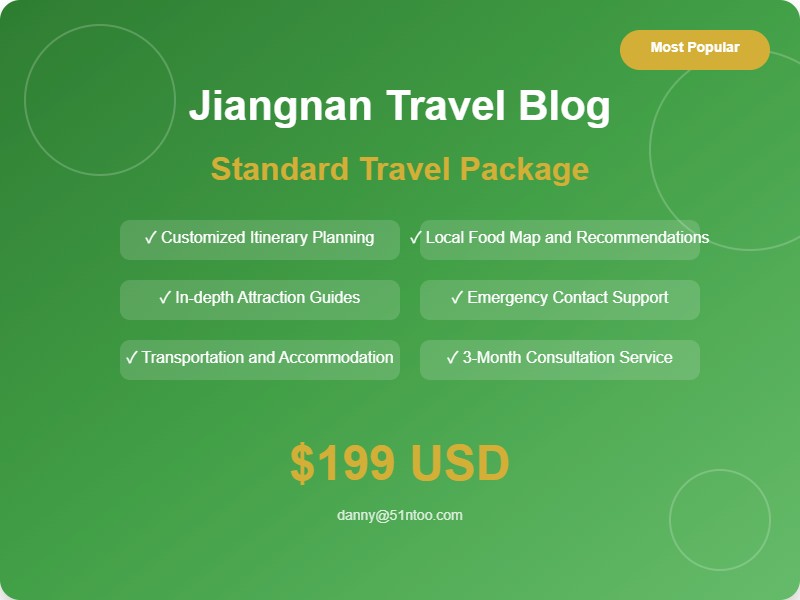 Most Popular
Jiangnan Travel Blog
Standard Travel Package
✓ Customized Itinerary Planning
✓ Local Food Map and Recommendations
✓ In-depth Attraction Guides
✓ Emergency Contact Support
✓ Transportation and Accommodation
✓ 3-Month Consultation Service
$199 USD
danny@51ntoo.com